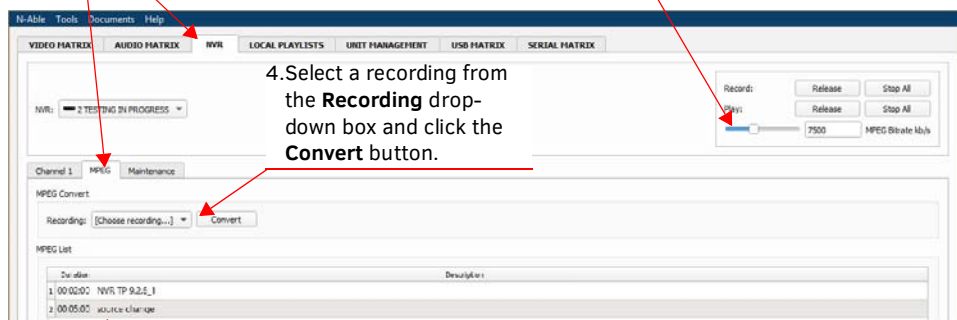 N-Able Tools Documents Help
VIDEO MATRIX AUDIO MATRIX NVR LOCAL PLAYLISTS UNIT MANAGEMENT USB MATRIX SERIAL MATRIX
4.Select a recording from
the Recording drop-
down box and click the
Convert button.
Record: Release Stop All
NVR: 2 TESTING IN PROGRESS
Play: Release Stop All
7500 MPEG Bitrate kb/s
Channel 1 MPEG Maintenance
MPEG Convert
Recording: [Choose recording...] Convert
MPEG List
Duration Description
1 00:02:00 NVR TP 9.2.5_1
2 00:05:00 source change